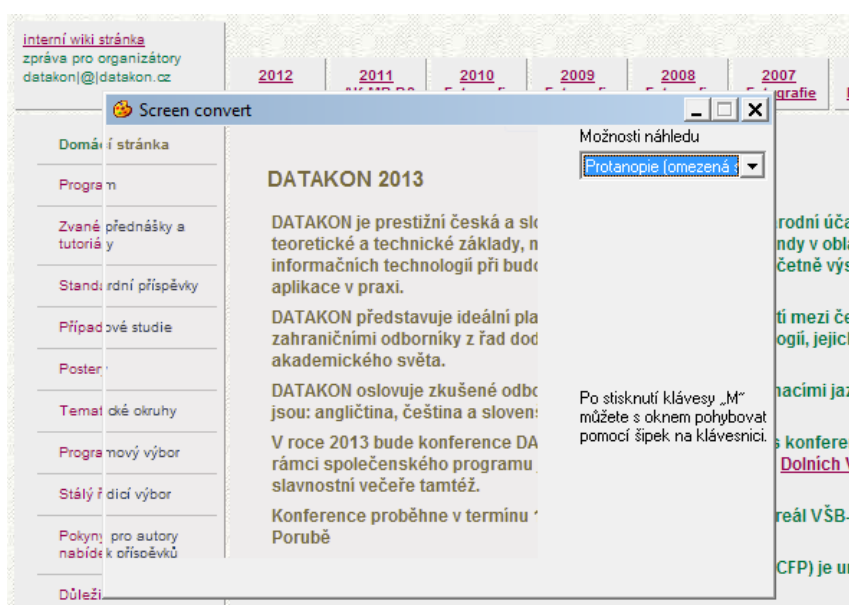 interní wiki stránka
zpráva pro organizátory
datakon|@|datakon.cz
2012
2011
2010
2009
2008
2007
Screen convert
Možnosti náhledu
Protanopie (omezená
Domácí stránka
Program
Zvané přednášky a
tutoriály
Standardní příspěvky
Případové studie
Postery
Tematické okruhy
Programový výbor
Stálý řídicí výbor
Pokyny pro autory
nabídek příspěvků
DATAKON 2013
DATAKON je prestižní česká a slo
teoretické a technické základy, n
informačních technologií při budo
aplikace v praxi.
DATAKON představuje ideální pla
zahraničními odborníky z řad dod
akademického světa.
DATAKON oslovuje zkušené odbo
jsou: angličtina, čeština a slovens
V roce 2013 bude konference DA
rámci společenského programu
slavnostní večeře tamtéž.
Konference proběhne v termínu
Porubě
Po stisknutí klávesy „M"
můžete s oknem pohybovat
pomocí šipek na klávesnici.
rodní úča
ndy v obla
četně výs
tí mezi če
ogií, jejich
nacími jaz
s konferen
Dolních V
reál VŠB-
CFP) je un